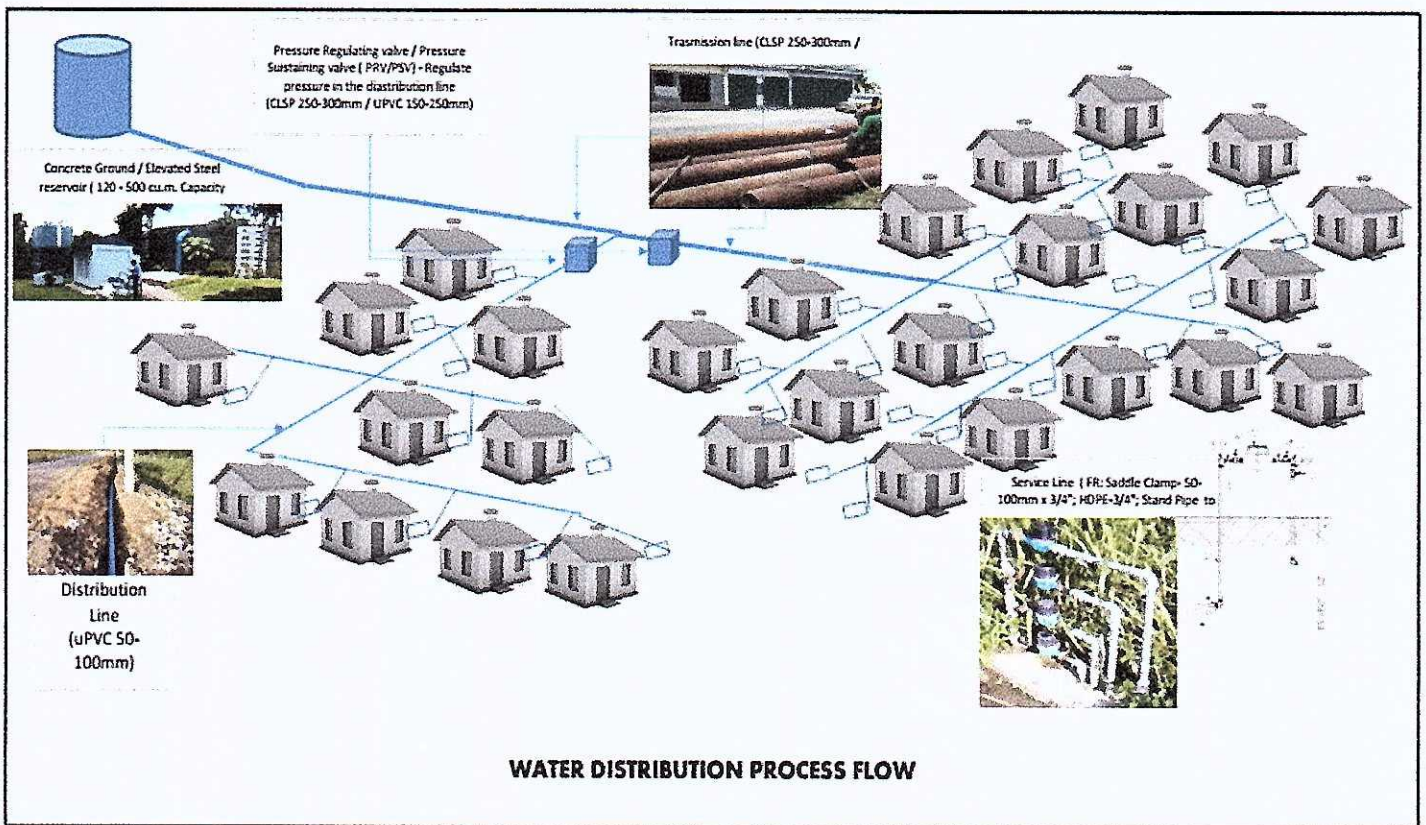 Pressure Regulating valve / Pressure
Sustaining valve ( PRV/PSV) - Regulate
pressure in the diastribution line
(CLSP 250-300mm / UPVC 150-250mm)
Trasmission line (CLSP 250-300mm /
Concrete Ground / Elevated Steel
reservoir ( 120 - 500 cu.m. Capacity
Distribution
Line
(uPVC 50-
100mm)
Service Line ( FR: Saddle Clamp- 50-
100mm x 3/4"; HDPE-3/4"; Stand Pipe to
WATER DISTRIBUTION PROCESS FLOW